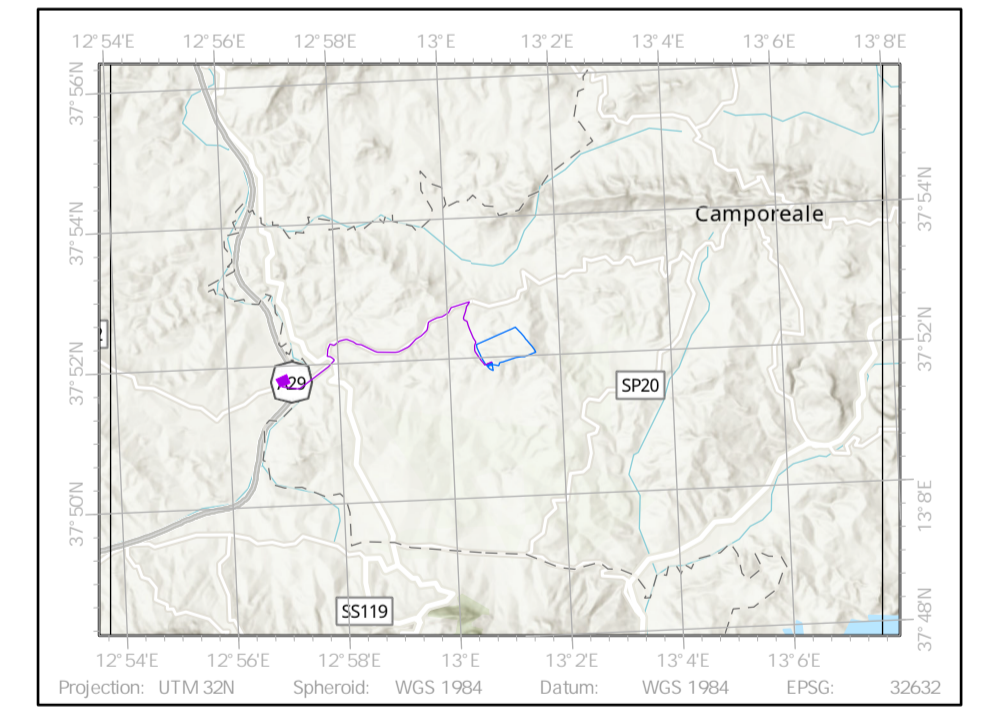 12°54'E 12°56'E 12°58'E 13°E 13°2'E 13°4'E 13°6'E 13°8'E
37°56'N
37°54'N
37°54'N
Camporeale
37°52'N
37°52'N
29
SP20
37°50'N
13°8'E
SS119
37°48'N
12°54'E 12°56'E 12°58'E 13°E 13°2'E 13°4'E 13°6'E
Projection: UTM 32N Spheroid: WGS 1984 Datum: WGS 1984 EPSG: 32632